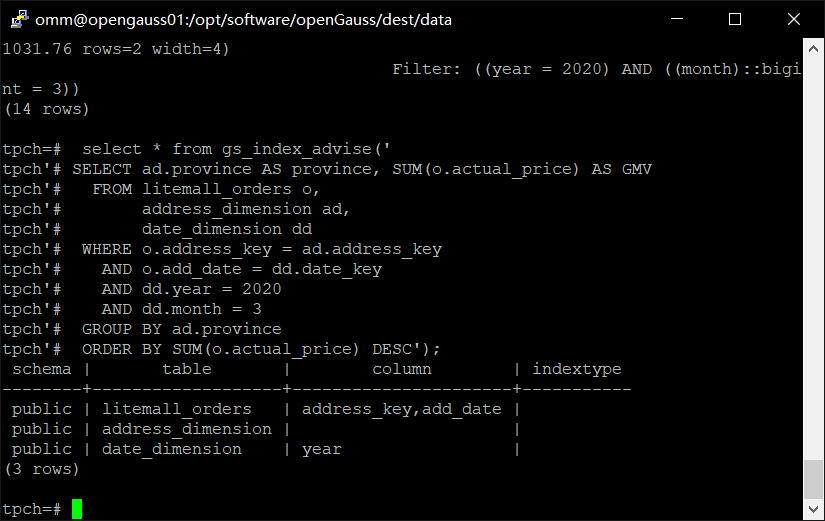 omm@opengauss01:/opt/software/openGauss/dest/data
1031.76 rows=2 width=4)
                                       Filter: ((year = 2020) AND ((month)::bigi
nt = 3))
(14 rows)

tpch=#  select * from gs_index_advise('
tpch'# SELECT ad.province AS province, SUM(o.actual_price) AS GMV
tpch'#   FROM litemall_orders o,
tpch'#        address_dimension ad,
tpch'#        date_dimension dd
tpch'#  WHERE o.address_key = ad.address_key
tpch'#    AND o.add_date = dd.date_key
tpch'#    AND dd.year = 2020
tpch'#    AND dd.month = 3
tpch'#  GROUP BY ad.province
tpch'#  ORDER BY SUM(o.actual_price) DESC');
 schema |       table       |        column        | indextype
--------+-------------------+----------------------+-----------
 public | litemall_orders   | address_key,add_date |
 public | address_dimension |                      |
 public | date_dimension    | year                 |
(3 rows)

tpch=#